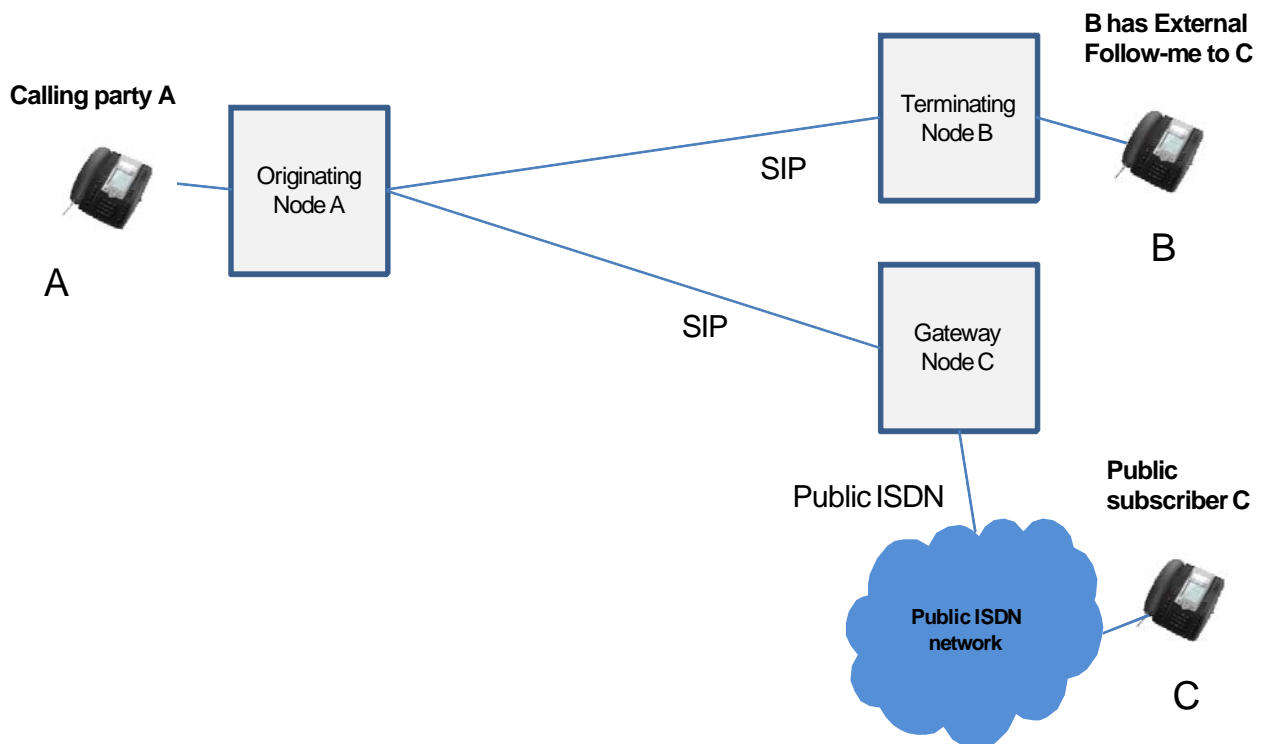 Calling party A
A
Originating
Node A
SIP
SIP
Terminating
Node B
B has External
Follow-me to C
B
Gateway
Node C
Public ISDN
Public ISDN
network
Public
subscriber C
C